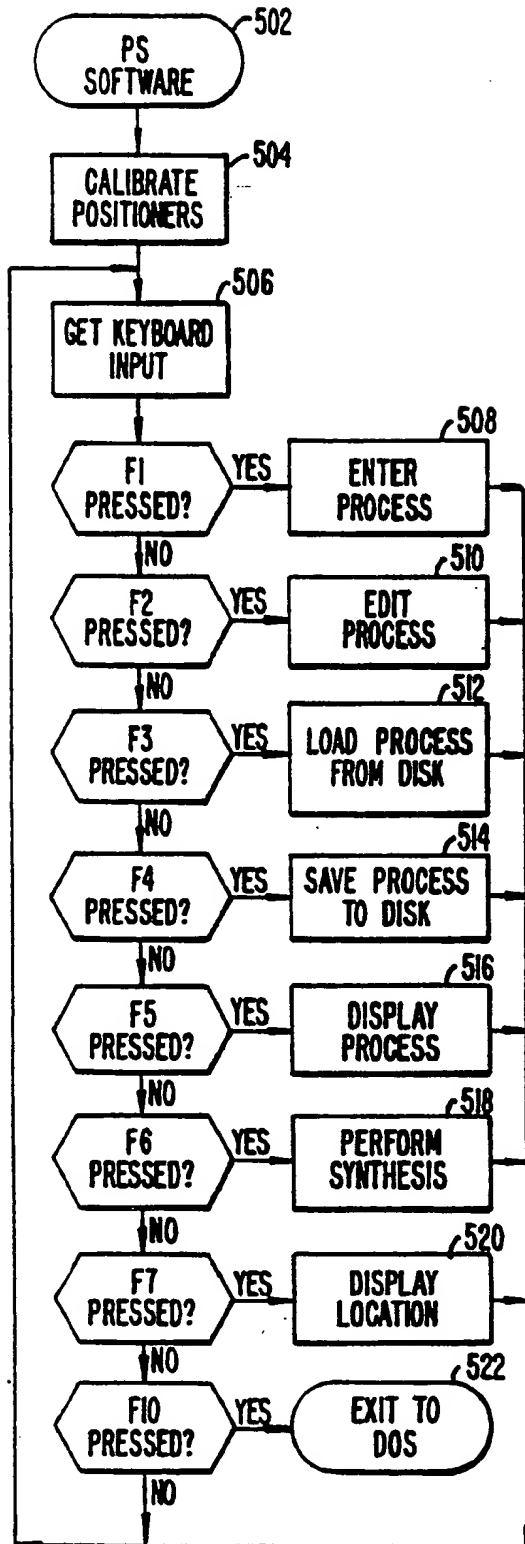 502
PS
SOFTWARE
504
CALIBRATE
POSITIONERS
506
GET KEYBOARD
INPUT
508
F1
PRESSED?
YES
ENTER
PROCESS
NO
510
F2
PRESSED?
YES
EDIT
PROCESS
NO
512
F3
PRESSED?
YES
LOAD PROCESS
FROM DISK
NO
514
F4
PRESSED?
YES
SAVE PROCESS
TO DISK
NO
516
F5
PRESSED?
YES
DISPLAY
PROCESS
NO
518
F6
PRESSED?
YES
PERFORM
SYNTHESIS
NO
520
F7
PRESSED?
YES
DISPLAY
LOCATION
NO
522
F10
PRESSED?
YES
EXIT TO
DOS
NO